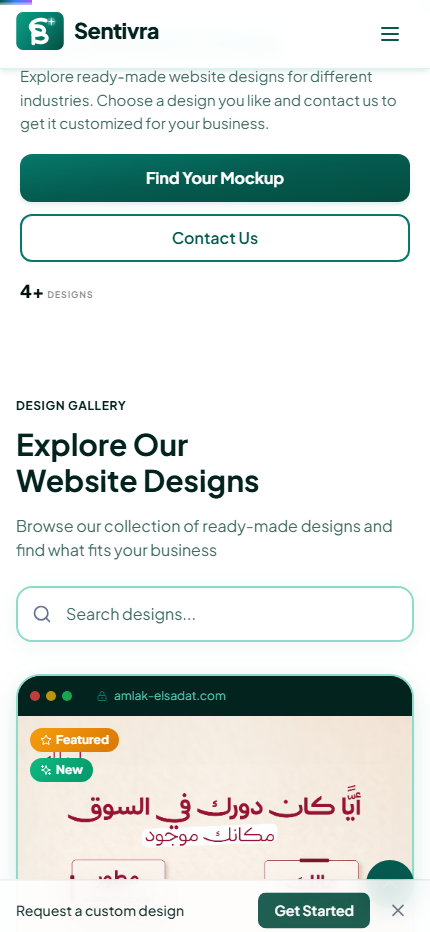 Sentivra
Explore ready-made website designs for different
industries. Choose a design you like and contact us to
get it customized for your business.
Find Your Mockup
Contact Us
4+ DESIGNS
DESIGN GALLERY
Explore Our
Website Designs
Browse our collection of ready-made designs and
find what fits your business
Search designs...
amlak-elsadat.com
Featured
New
أيًّا كان دورك في السوق
مكانك موجود
Request a custom design
Get Started